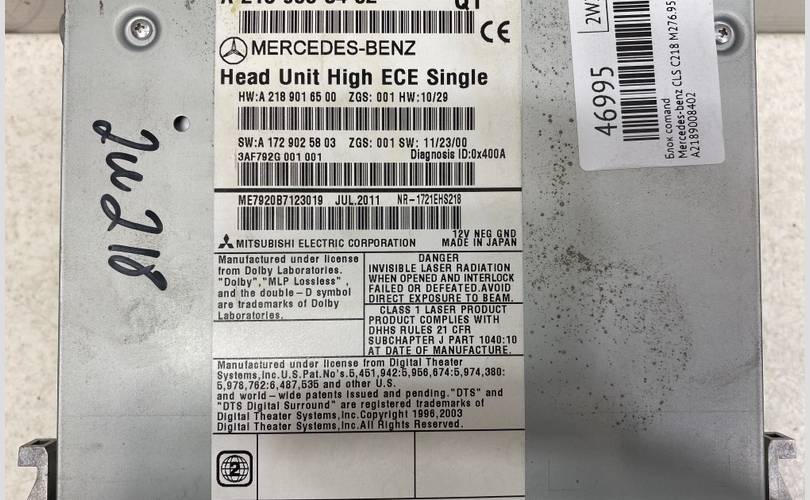 Q1
CE
MERCEDES-BENZ
Head Unit High ECE Single
HW:A 218 901 65 00 ZGS: 001 HW:10/29
SW:A 172 902 58 03 ZGS: 001 SW: 11/23/00
3AF792G 001 001 Diagnosis ID:0x400A
ME7920B7123019 JUL.2011 NR-1721EHS218
12V NEG GND
MITSUBISHI ELECTRIC CORPORATION MADE IN JAPAN
Manufactured under license
from Dolby Laboratories.
"Dolby","MLP Lossless" ,
and the double-D symbol
are trademarks of Dolby
Laboratories.
DANGER
INVISIBLE LASER RADIATION
WHEN OPENED AND INTERLOCK
FAILED OR DEFEATED.AVOID
DIRECT EXPOSURE TO BEAM.
CLASS 1 LASER PRODUCT
PRODUCT COMPLIES WITH
DHHS RULES 21 CFR
SUBCHAPTER J PART 1040:10
AT DATE OF MANUFACTURE.
Manufactured under license from Digital Theater
Systems,Inc.U.S.Pat.No's.5,451,942:5,956,674:5,974,380:
5,978,762:6,487,535 and other U.S.
and world-wide patents issued and pending."DTS" and
"DTS Digital Surround" are registered trademarks of
Digital Theater Systems,Inc.Copyright 1996,2003
Digital Theater Systems,Inc.All Rights Reserved.
2
46995
Блок comand
Mercedes-benz CLS C218 M276.95
A2189008402
218